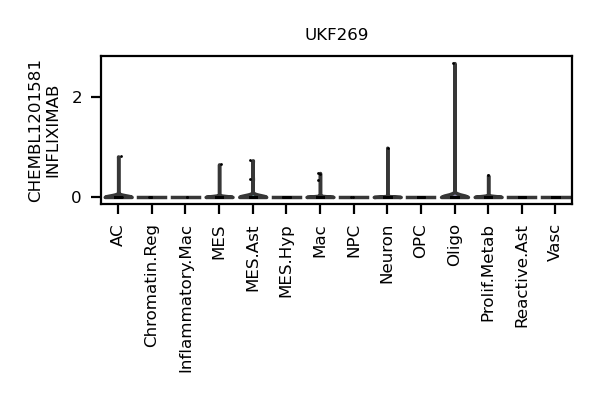 UKF269
CHEMBL1201581
INFLIXIMAB
2
0
AC
Chromatin.Reg
Inflammatory.Mac
MES
MES.Ast
MES.Hyp
Mac
NPC
Neuron
OPC
Oligo
Prolif.Metab
Reactive.Ast
Vasc